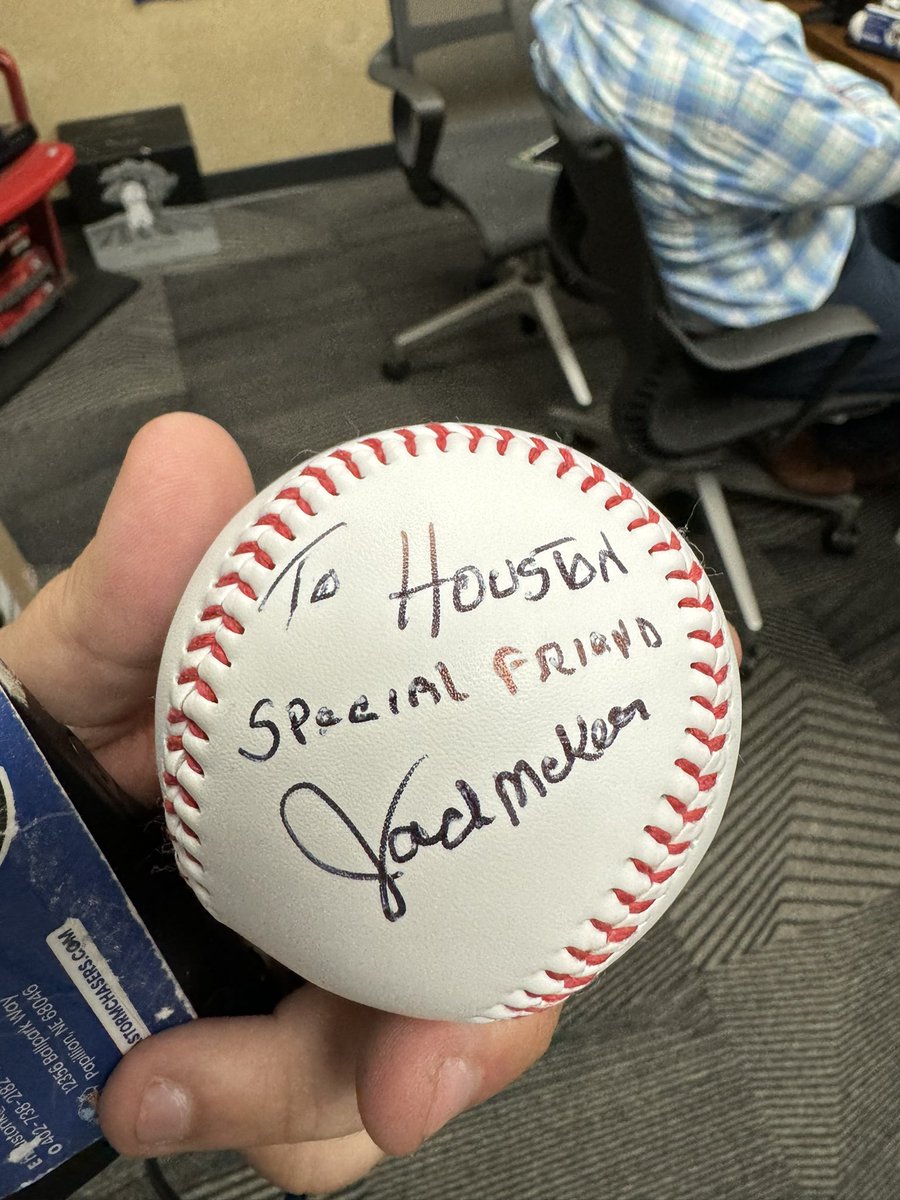 To Houston
Special Friend
Jack McKeon
STORMCHASERS.COM
12356 Ballpark Way
Papillion, NE 68046
402-738-2182